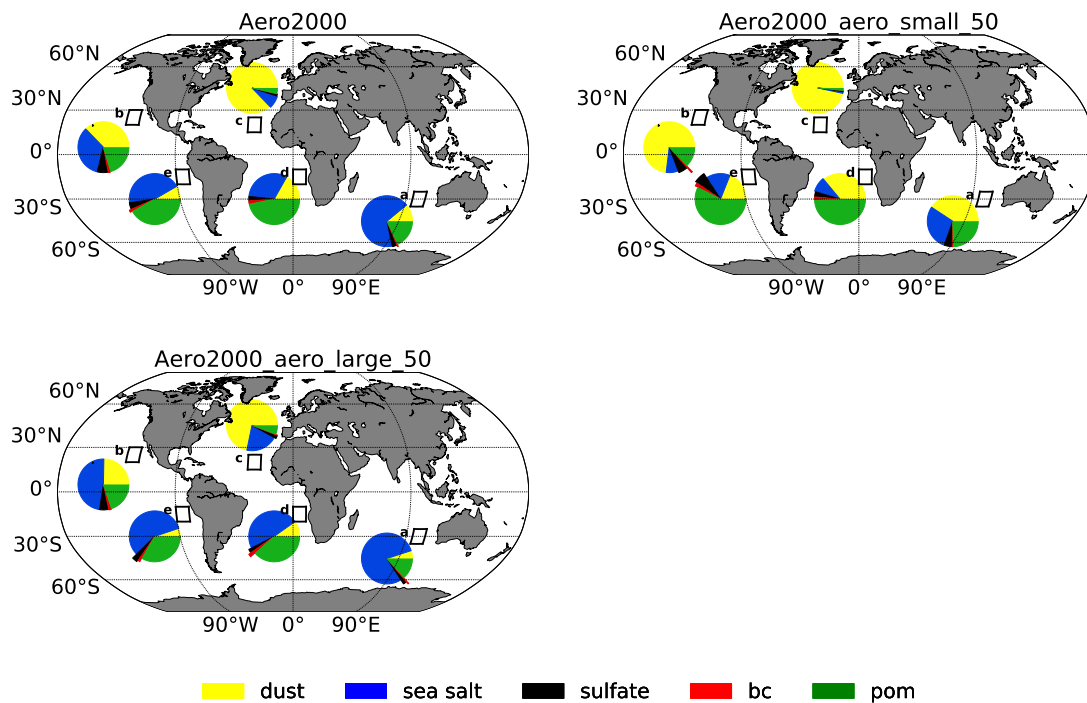 Aero2000
60°N
30°N
0°
30°S
60°S
90°W 0° 90°E
b
c
e
d
a
Aero2000_aero_small_50
60°N
30°N
0°
30°S
60°S
90°W 0° 90°E
b
c
e
d
a
Aero2000_aero_large_50
60°N
30°N
0°
30°S
60°S
90°W 0° 90°E
b
c
e
d
a
dust sea salt sulfate bc pom